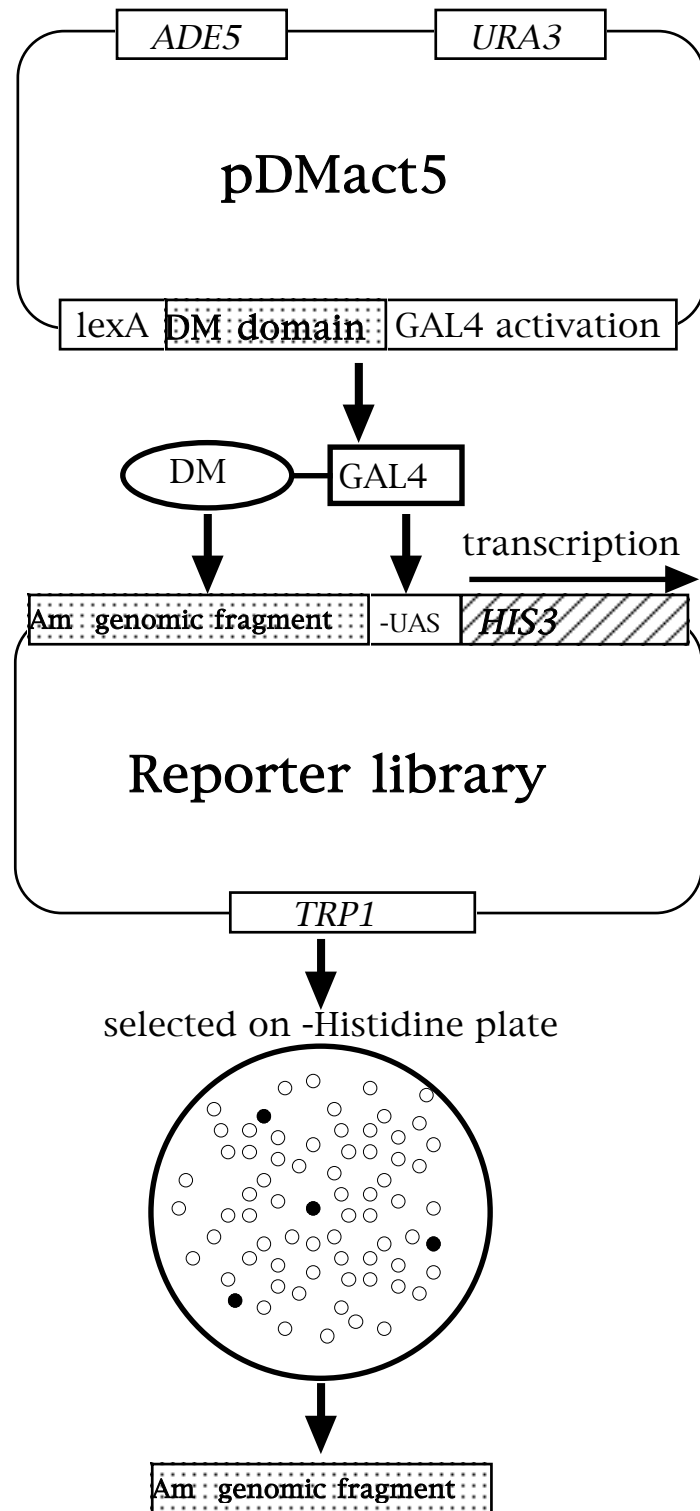 ADE5 URA3
pDMact5
lexA DM domain GAL4 activation
DM GAL4
transcription
Am genomic fragment -UAS HIS3
Reporter library
TRP1
selected on -Histidine plate
Am genomic fragment